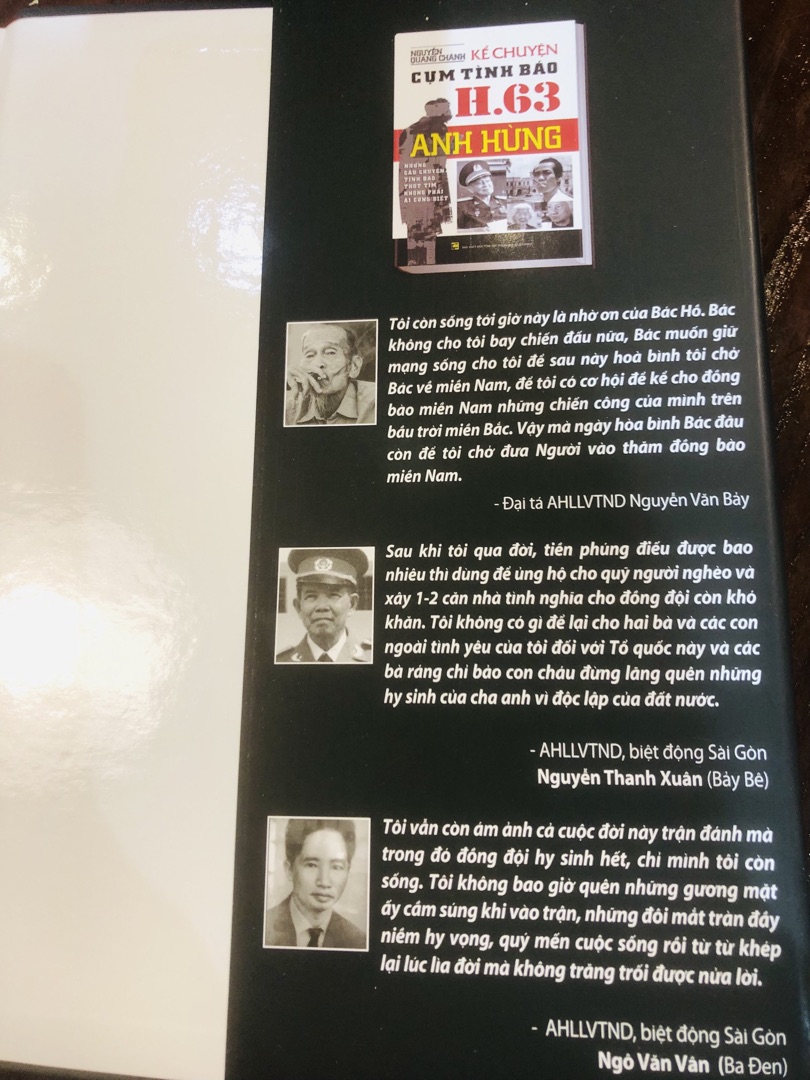 NGUYỄN
QUANG CHÁNH
KỂ CHUYỆN
CỤM TÌNH BÁO
H.63
ANH HÙNG
NHỮNG
CÂU CHUYỆN
TÌNH BÁO
THÓT TIM
KHÔNG PHẢI
AI CŨNG BIẾT
Tôi còn sống tới giờ này là nhờ ơn của Bác Hồ. Bác
không cho tôi bay chiến đấu nữa, Bác muốn giữ
mạng sống cho tôi để sau này hoà bình tôi chở
Bác về miền Nam, để tôi có cơ hội để kể cho đồng
bào miền Nam những chiến công của mình trên
bầu trời miền Bắc. Vậy mà ngày hòa bình Bác đâu
còn để tôi chở đưa Người vào thăm đồng bào
miền Nam.
- Đại tá AHLLVTND Nguyễn Văn Bảy
Sau khi tôi qua đời, tiền phúng điếu được bao
nhiêu thì dùng để ủng hộ cho quỹ người nghèo và
xây 1-2 căn nhà tình nghĩa cho đồng đội còn khó
khăn. Tôi không có gì để lại cho hai bà và các con
ngoài tình yêu của tôi đối với Tổ quốc này và các
bà ráng chỉ bảo con cháu đừng lãng quên những
hy sinh của cha anh vì độc lập của đất nước.
- AHLLVTND, biệt động Sài Gòn
Nguyễn Thanh Xuân (Bảy Bê)
Tôi vẫn còn ám ảnh cả cuộc đời này trận đánh mà
trong đó đồng đội hy sinh hết, chỉ mình tôi còn
sống. Tôi không bao giờ quên những gương mặt
ấy cầm súng khi vào trận, những đôi mắt tràn đầy
niềm hy vọng, quý mến cuộc sống rồi từ từ khép
lại lúc lìa đời mà không trăng trối được nửa lời.
- AHLLVTND, biệt động Sài Gòn
Ngô Văn Vân (Ba Đen)